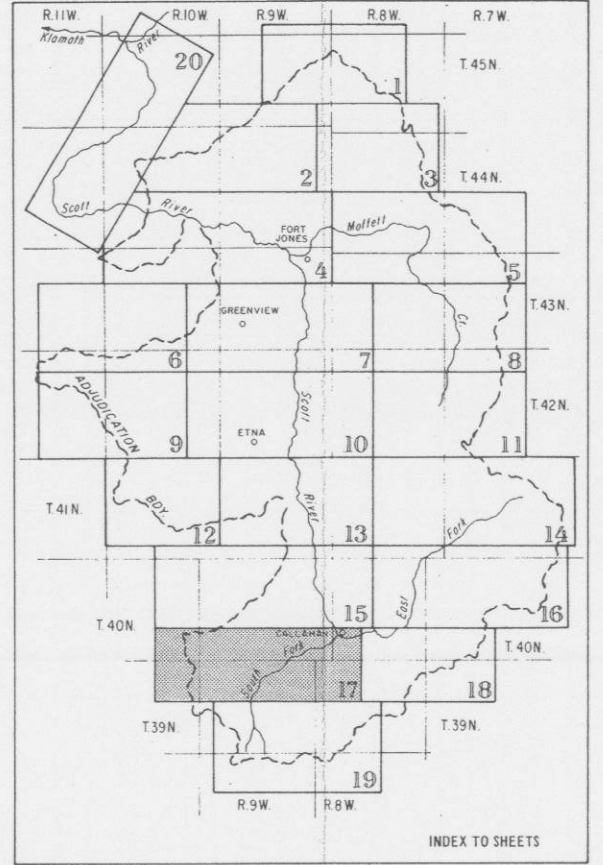 R.11W. R.10W. R.9W. R.8W. R.7W.
Klamath River
20
1
T.45N.
2
3
T.44N.
Scott River
FORT JONES
Moffett Cr.
4
5
GREENVIEW
T.43N.
6
7
8
ADJUDICATION BDY.
Scott River
T.42N.
ETNA
9
10
11
T.41N.
12
13
East Fork
14
15
16
T.40N.
CALLAHAN
South Fork
T.40N.
17
18
T.39N.
T.39N.
19
R.9W. R.8W.
INDEX TO SHEETS